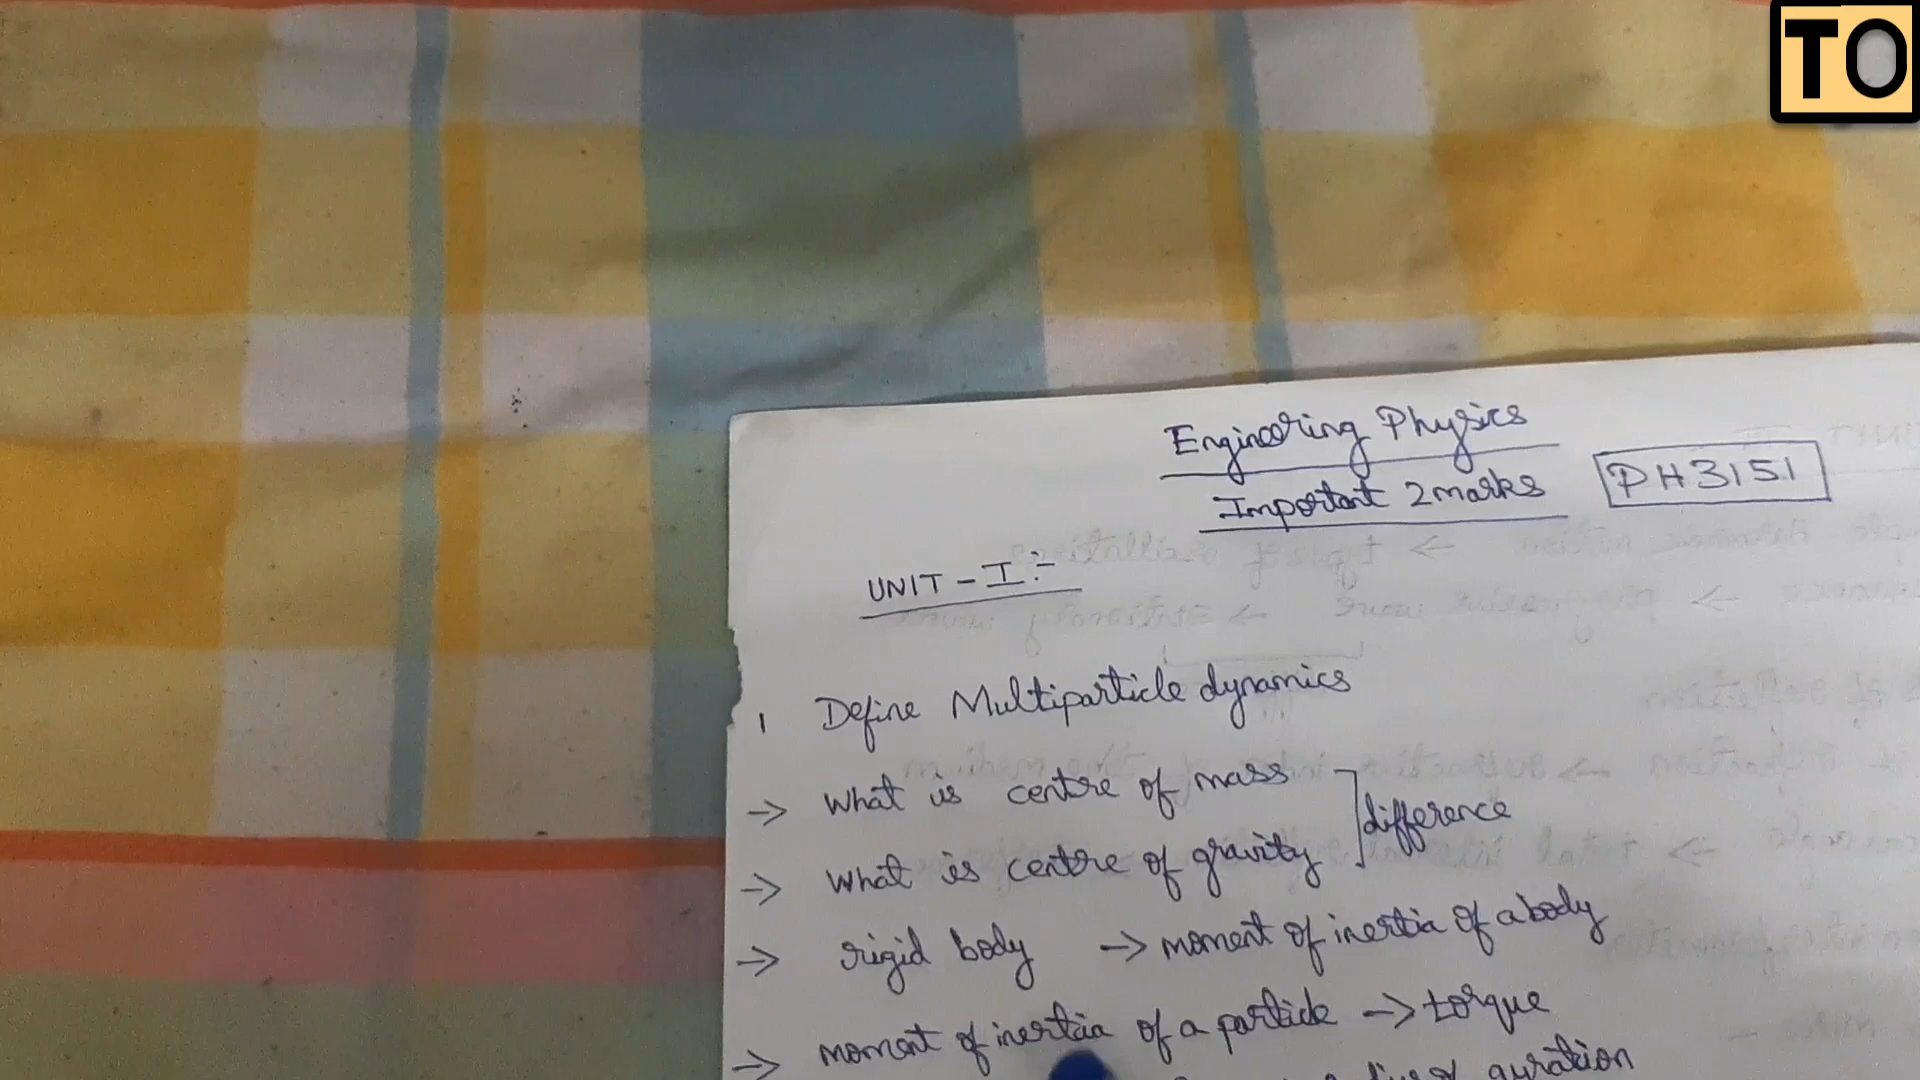 TO
Engineering Physics
Important 2marks PH3151
UNIT - I :-
1 Define Multiparticle dynamics
-> What is centre of mass
difference
-> What is centre of gravity
-> rigid body -> moment of inertia of a body
-> moment of inertia of a particle -> torque
gyration